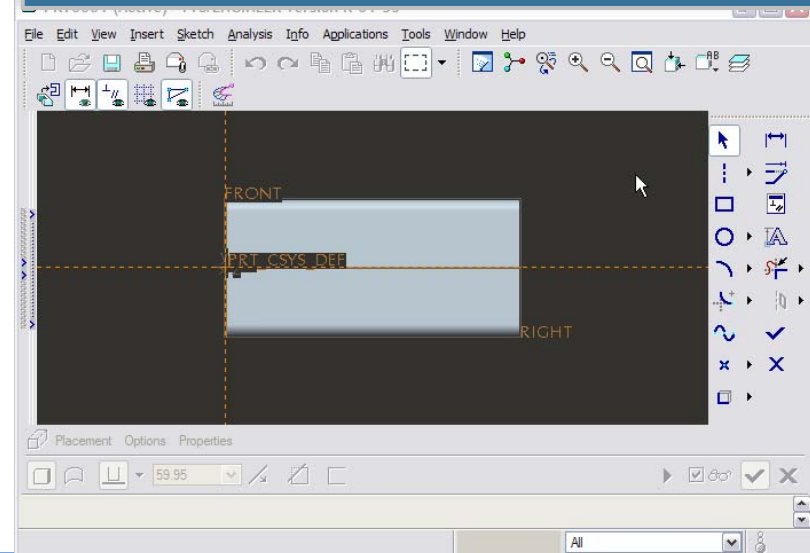 File Edit View Insert Sketch Analysis Info Applications Tools Window Help
FRONT
PRT_CSYS_DEF
RIGHT
Placement Options Properties
59.95
All